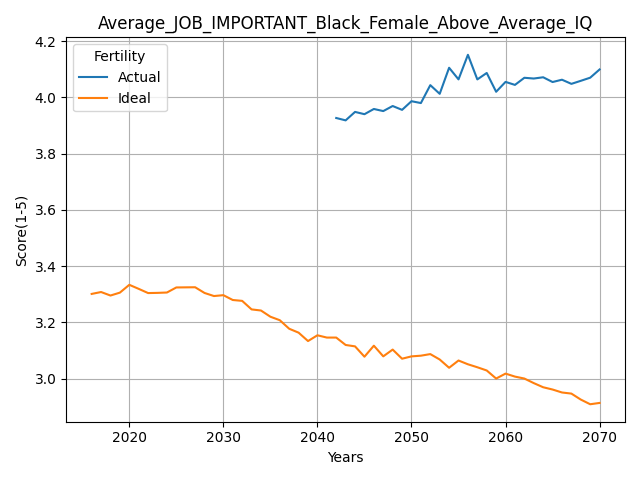 Average_JOB_IMPORTANT_Black_Female_Above_Average_IQ
Fertility
Actual
Ideal
Score(1-5)
4.2
4.0
3.8
3.6
3.4
3.2
3.0
2020 2030 2040 2050 2060 2070
Years